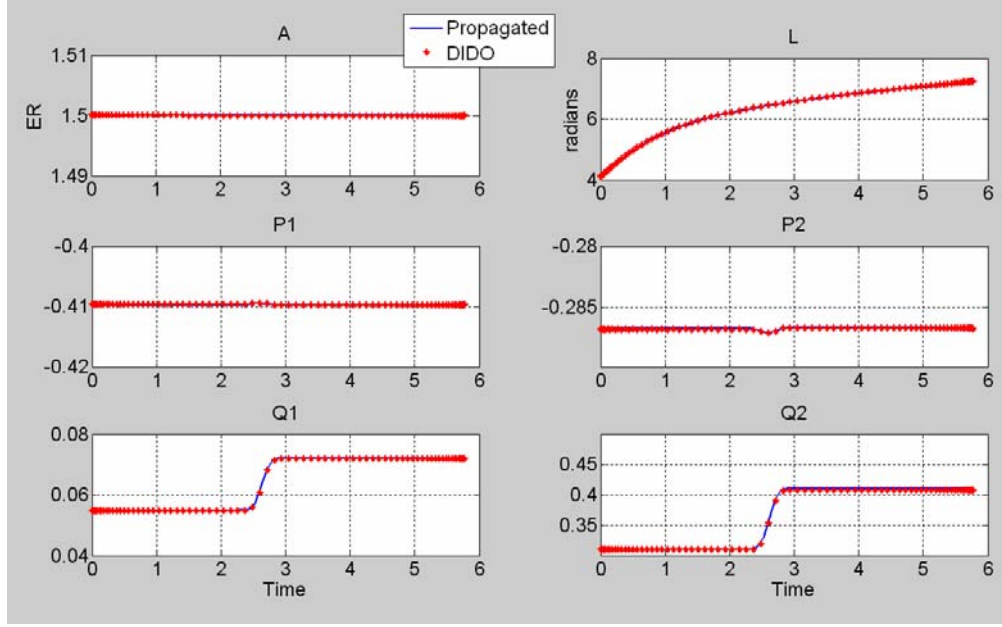 Propagated
DIDO
A
1.51
1.5
1.49
ER
0 1 2 3 4 5 6
L
8
6
4
radians
0 1 2 3 4 5 6
P1
-0.4
-0.41
-0.42
0 1 2 3 4 5 6
P2
-0.28
-0.285
0 1 2 3 4 5 6
Q1
0.08
0.06
0.04
0 1 2 3 4 5 6
Time
Q2
0.45
0.4
0.35
0 1 2 3 4 5 6
Time